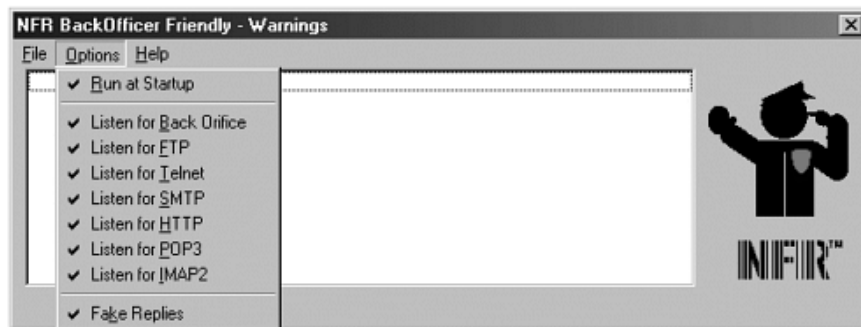 NFR BackOfficer Friendly - Warnings
File Options Help
Run at Startup
Listen for Back Orifice
Listen for FTP
Listen for Telnet
Listen for SMTP
Listen for HTTP
Listen for POP3
Listen for IMAP2
Fake Replies
NFR™